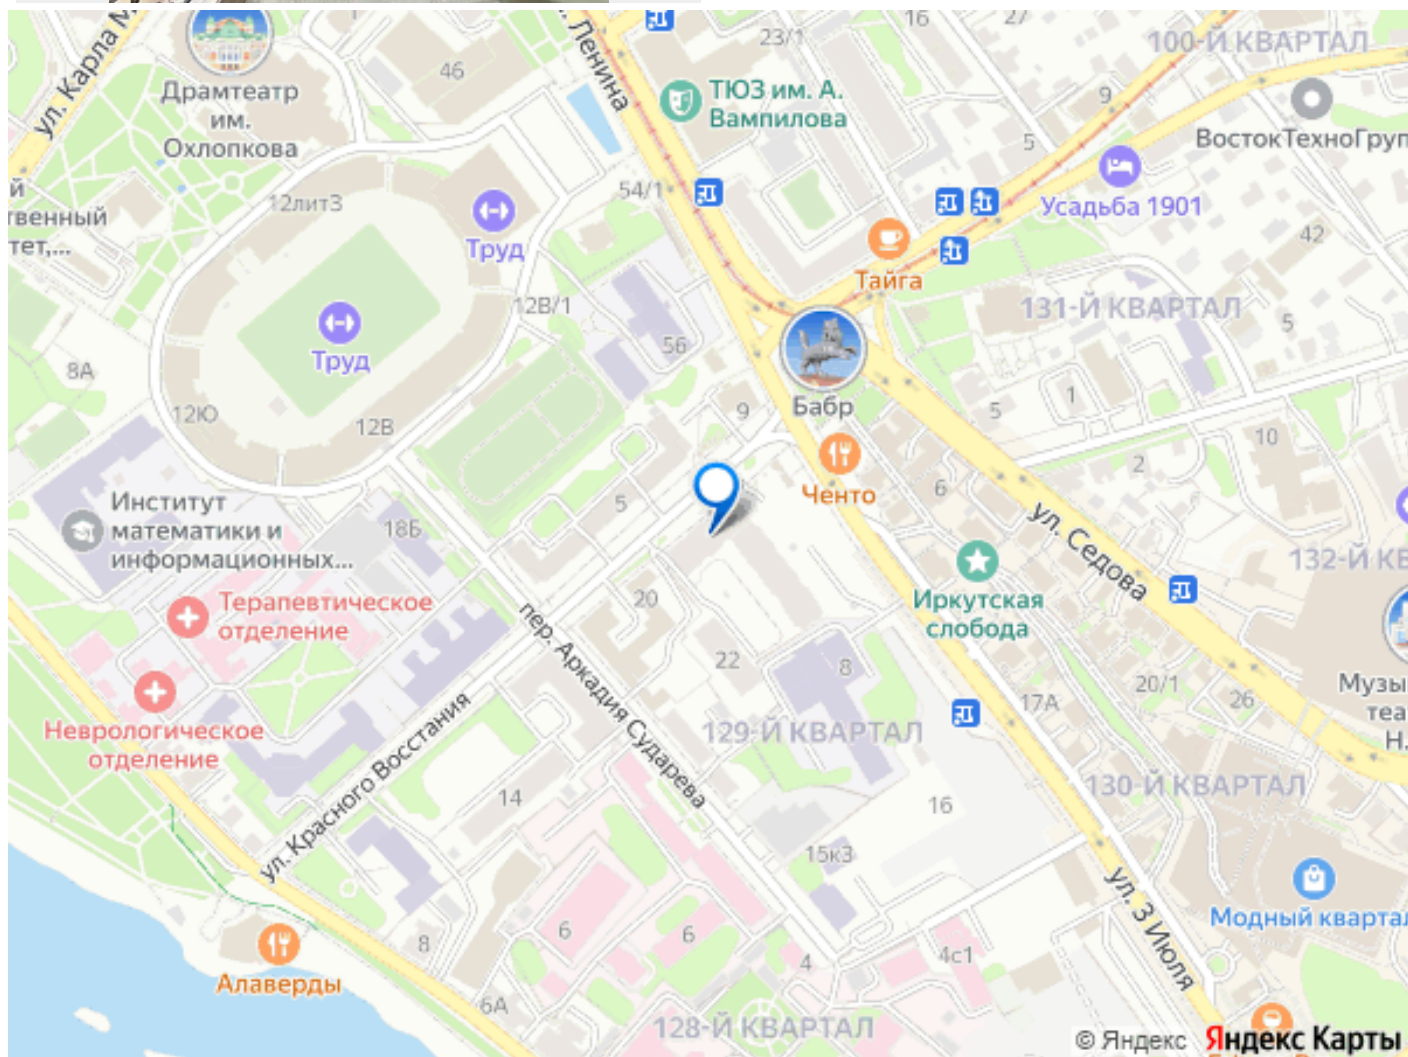 ул. Карла М
Драмтеатр
им.
Охлопкова
46
ул. Ленина
23/1
16
27
100-Й КВАРТАЛ
ТЮЗ им. А.
Вампилова
9
5
ВостокТехноГруп
й
твенный
тет,...
12лит3
Труд
54/1
Усадьба 1901
42
Тайга
12В/1
131-Й КВАРТАЛ
5
Труд
56
8А
Бабр
1
5
9
12Ю
12В
10
2
Ченто
6
5
Институт
математики и
информационных...
18Б
ул. Седова
132-Й КВ
Терапевтическое
отделение
20
пер. Аркадия Сударева
Иркутская
слобода
22
8
17А
20/1
26
Музы
теа
Н.
Неврологическое
отделение
129-Й КВАРТАЛ
ул. Красного Восстания
14
16
130-Й КВАРТАЛ
15к3
ул. 3 Июля
Модный квартал
8
6
6
4
4с1
Алаверды
6А
128-Й КВАРТАЛ
© Яндекс Яндекс Карты